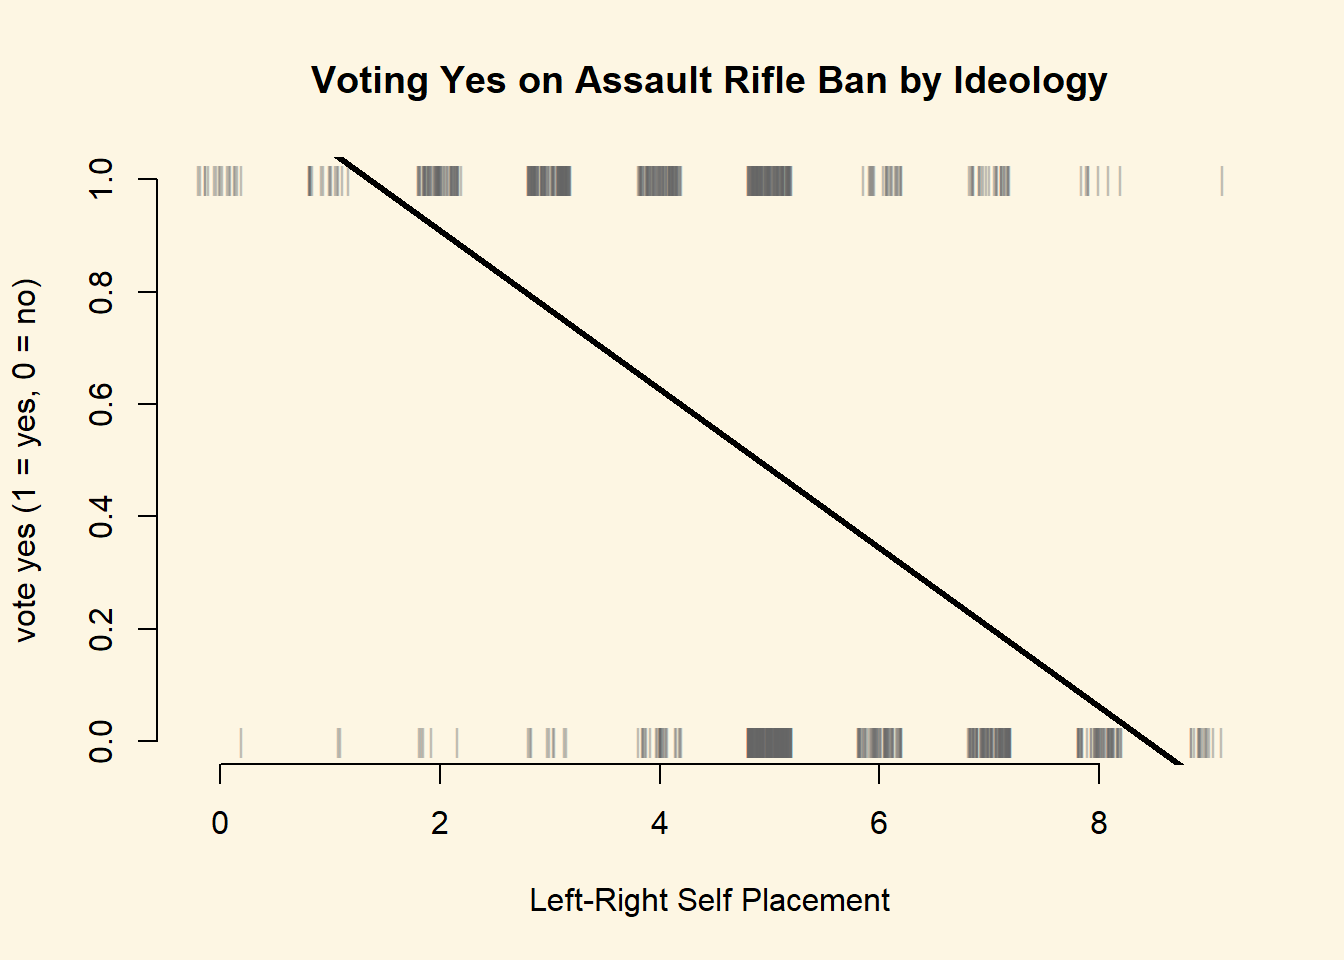 Voting Yes on Assault Rifle Ban by Ideology
vote yes (1 = yes, 0 = no)
1.0
0.8
0.6
0.4
0.2
0.0
0 2 4 6 8
Left-Right Self Placement